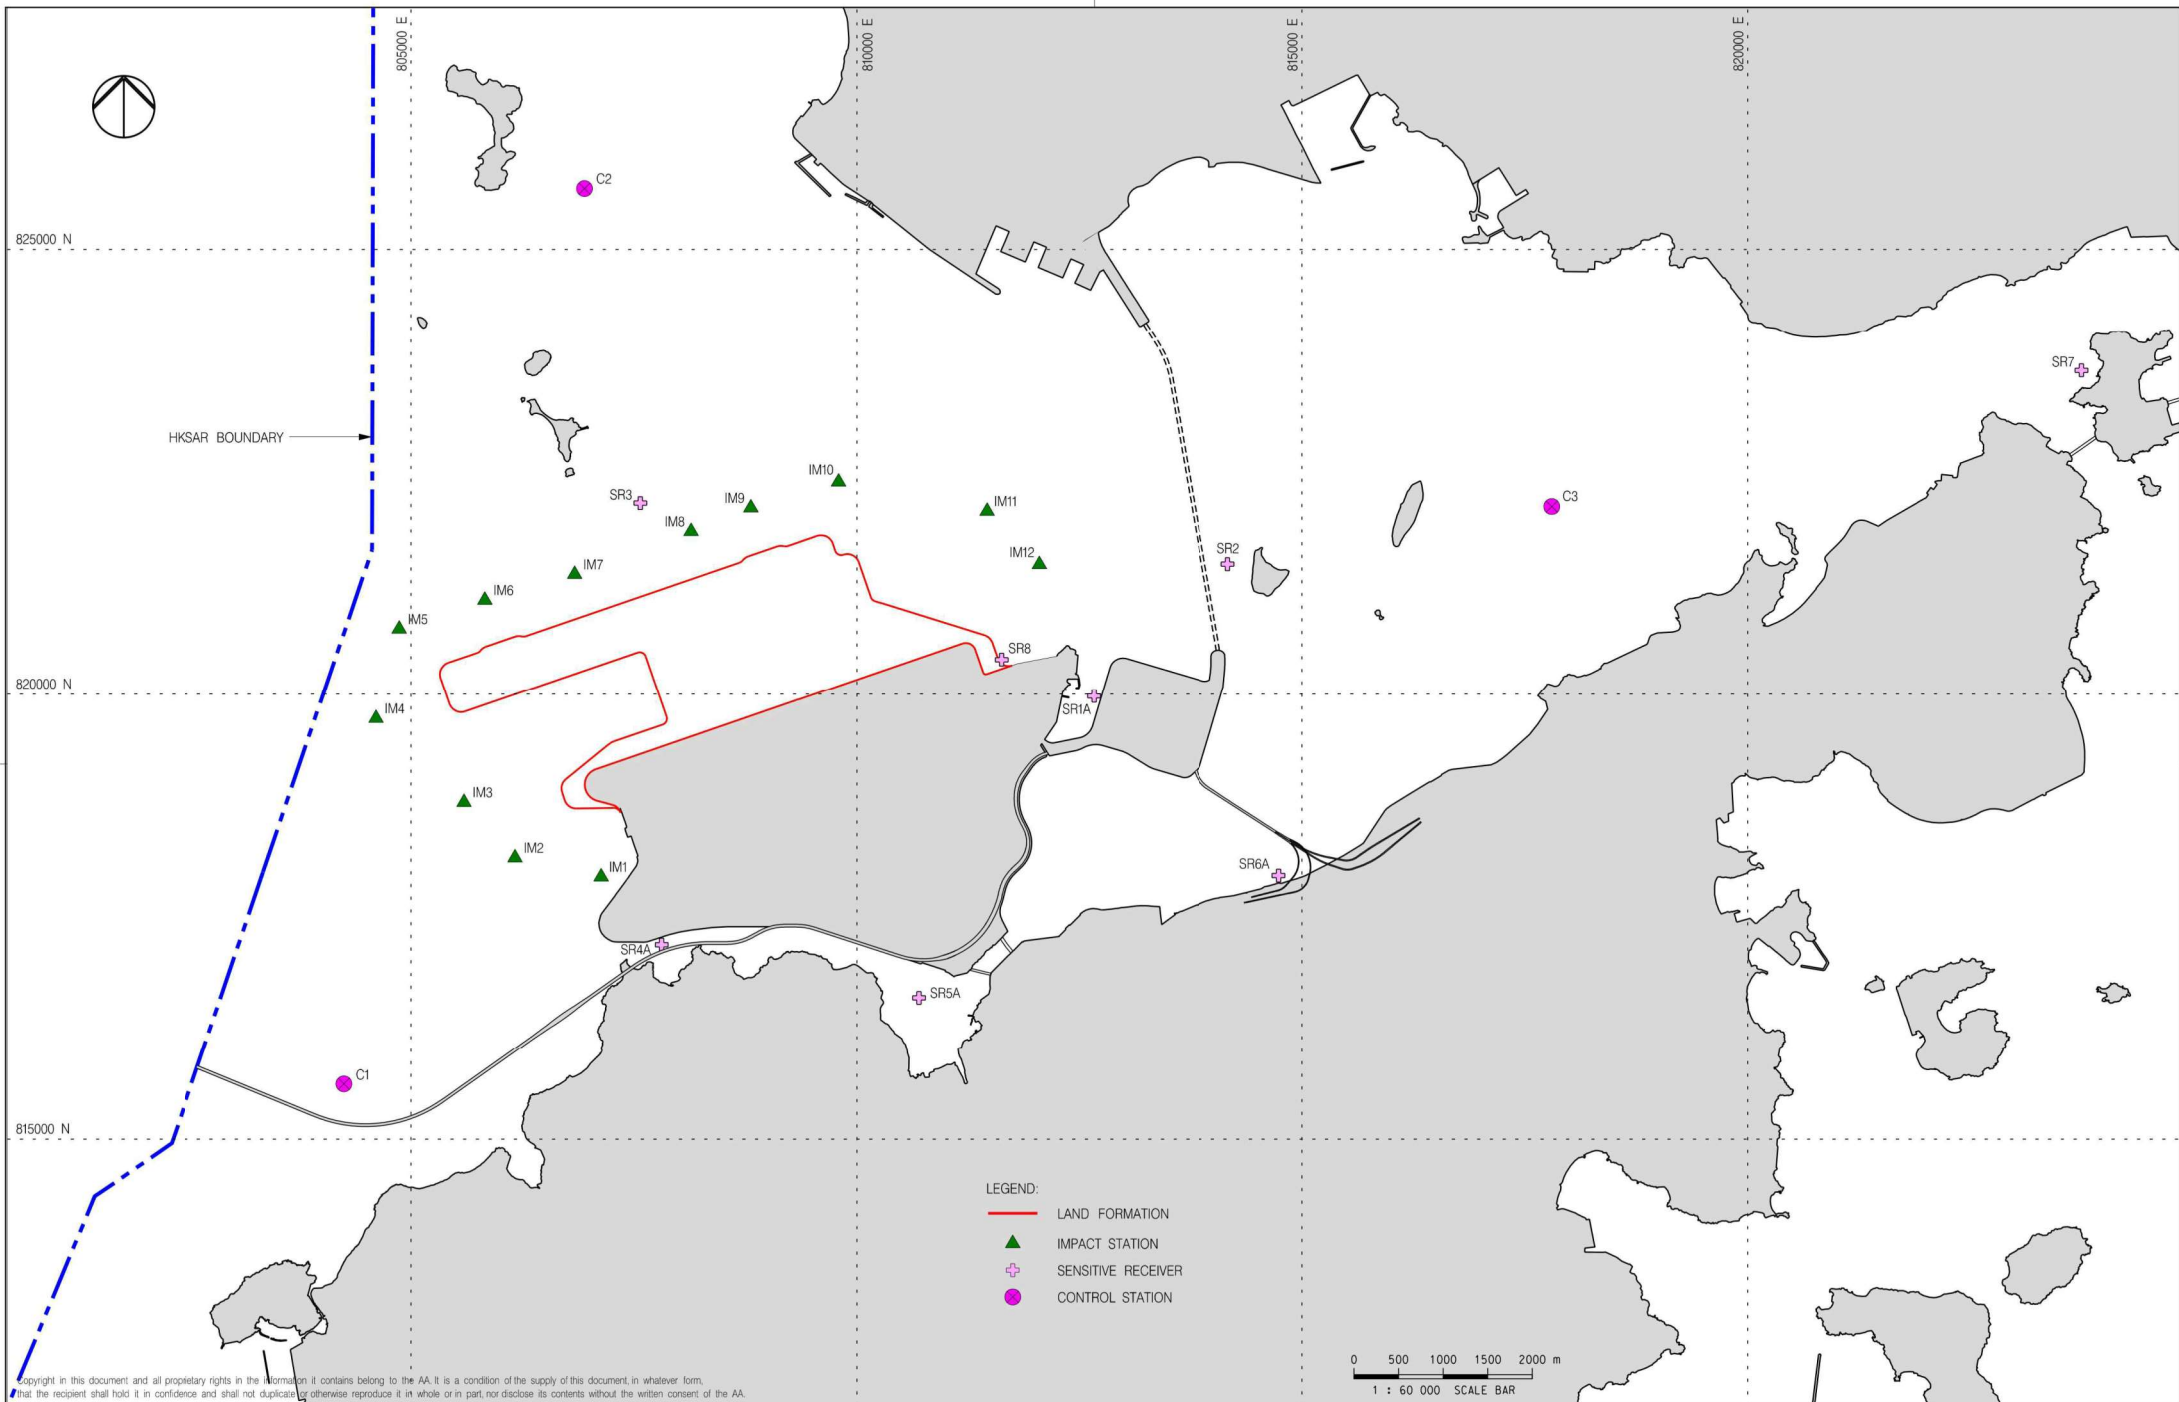 805000 E
810000 E
815000 E
820000 E
C2
825000 N
SR7
HKSAR BOUNDARY
IM10
SR3
IM9
IM11
C3
IM8
IM12
SR2
IM7
IM6
IM5
SR8
820000 N
IM4
SR1A
IM3
IM2
IM1
SR6A
SR4A
SR5A
C1
815000 N
LEGEND:
LAND FORMATION
IMPACT STATION
SENSITIVE RECEIVER
CONTROL STATION
0 500 1000 1500 2000 m
1 : 60 000 SCALE BAR
Copyright in this document and all proprietary rights in the information it contains belong to the AA. It is a condition of the supply of this document, in whatever form,
that the recipient shall hold it in confidence and shall not duplicate or otherwise reproduce it in whole or in part, nor disclose its contents without the written consent of the AA.